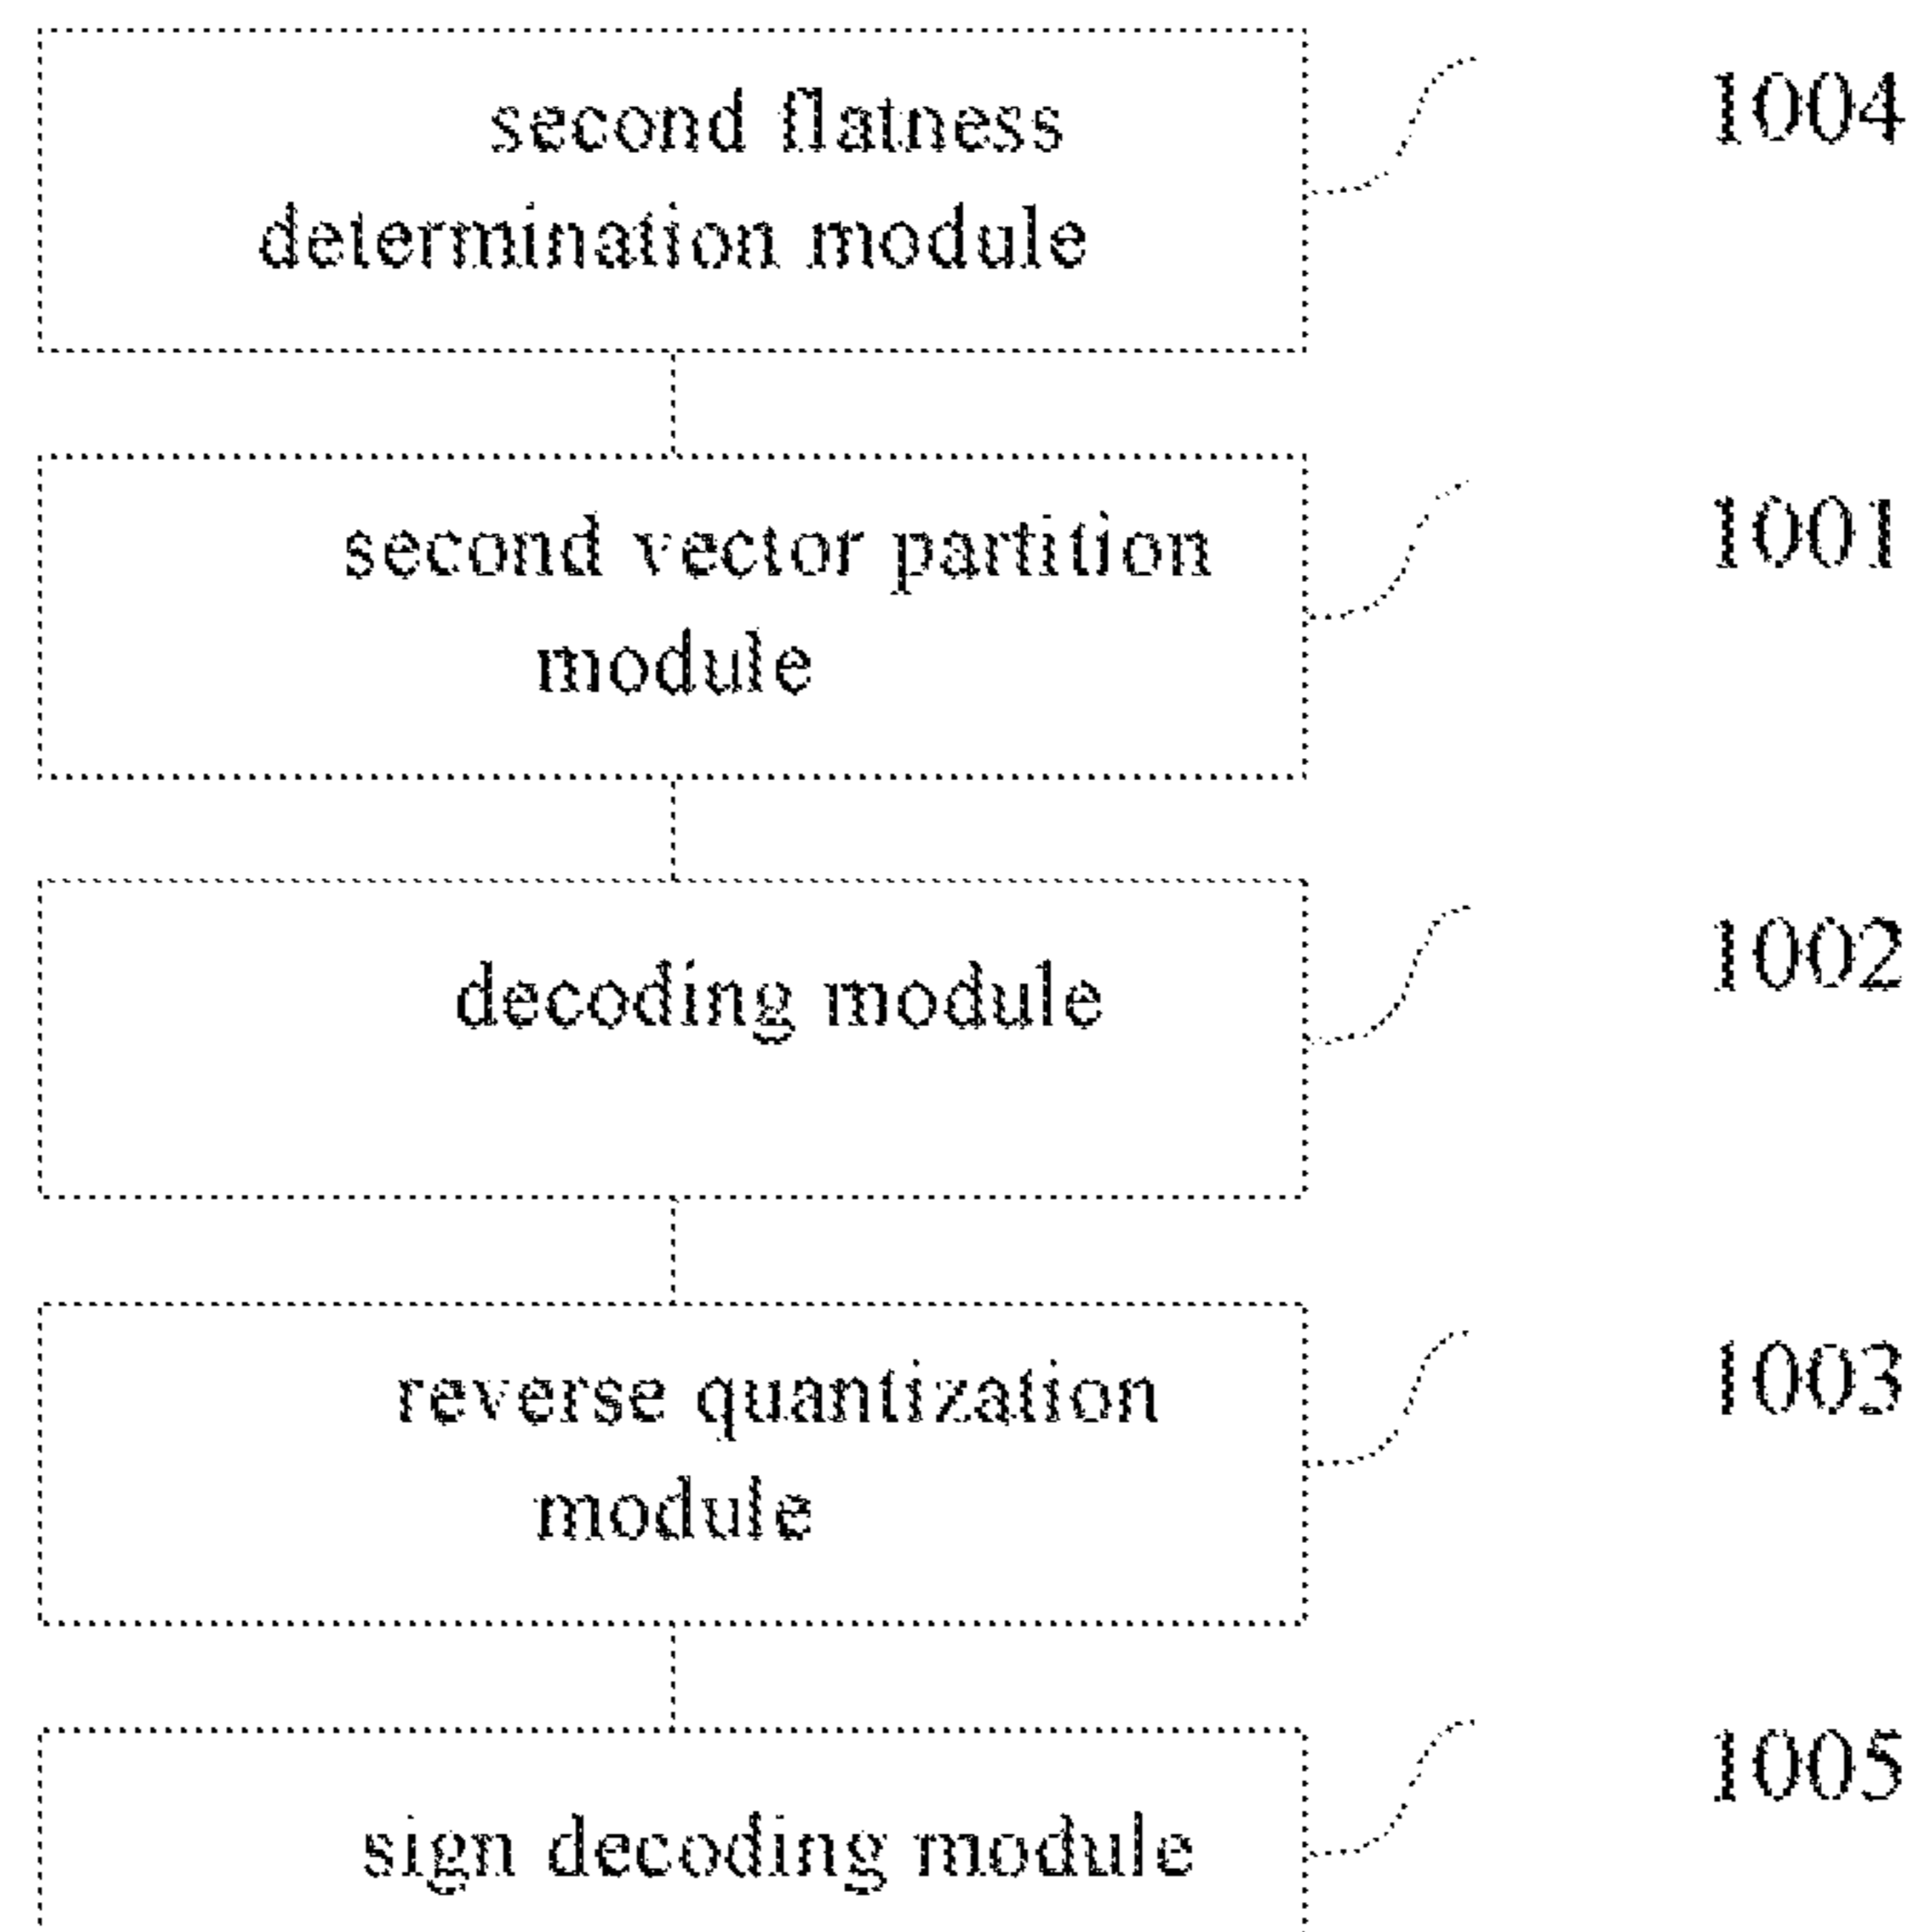 second flatness
determination module
1004
second vector partition
module
1001
decoding module
1002
reverse quantization
module
1003
sign decoding module
1005